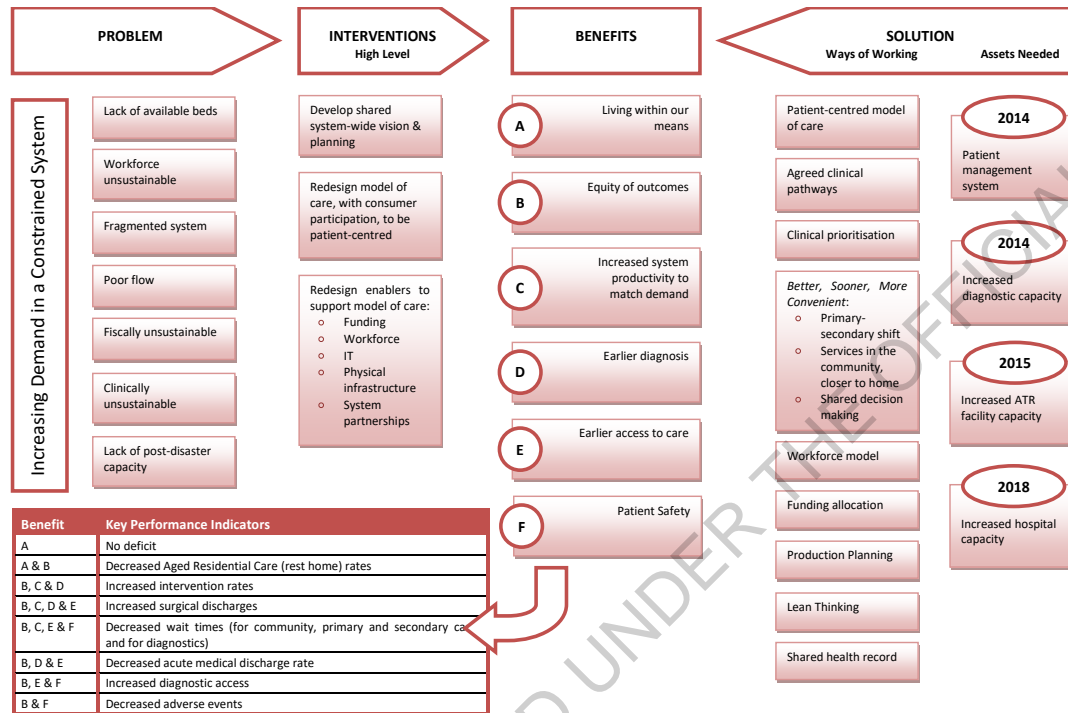 PROBLEM
INTERVENTIONS
High Level
BENEFITS
SOLUTION
Ways of Working
Assets Needed
Increasing Demand in a Constrained System
Lack of available beds
Workforce
unsustainable
Fragmented system
Poor flow
Fiscally unsustainable
Clinically
unsustainable
Lack of post-disaster
capacity
Develop shared
system-wide vision &
planning
Redesign model of
care, with consumer
participation, to be
patient-centred
Redesign enablers to
support model of care:
o Funding
o Workforce
o IT
o Physical
infrastructure
o System
partnerships
A
Living within our
means
B
Equity of outcomes
C
Increased system
productivity to
match demand
D
Earlier diagnosis
E
Earlier access to care
F
Patient Safety
Patient-centred model
of care
Agreed clinical
pathways
Clinical prioritisation
Better, Sooner, More
Convenient:
o Primary-
secondary shift
o Services in the
community,
closer to home
o Shared decision
making
Workforce model
Funding allocation
Production Planning
Lean Thinking
Shared health record
2014
Patient
management
system
2014
Increased
diagnostic capacity
2015
Increased ATR
facility capacity
2018
Increased hospital
capacity
Benefit Key Performance Indicators
A No deficit
A & B Decreased Aged Residential Care (rest home) rates
B, C & D Increased intervention rates
B, C, D & E Increased surgical discharges
B, C, E & F Decreased wait times (for community, primary and secondary ca
and for diagnostics)
B, D & E Decreased acute medical discharge rate
B, E & F Increased diagnostic access
B & F Decreased adverse events
D UNDER THE OFFICIAL